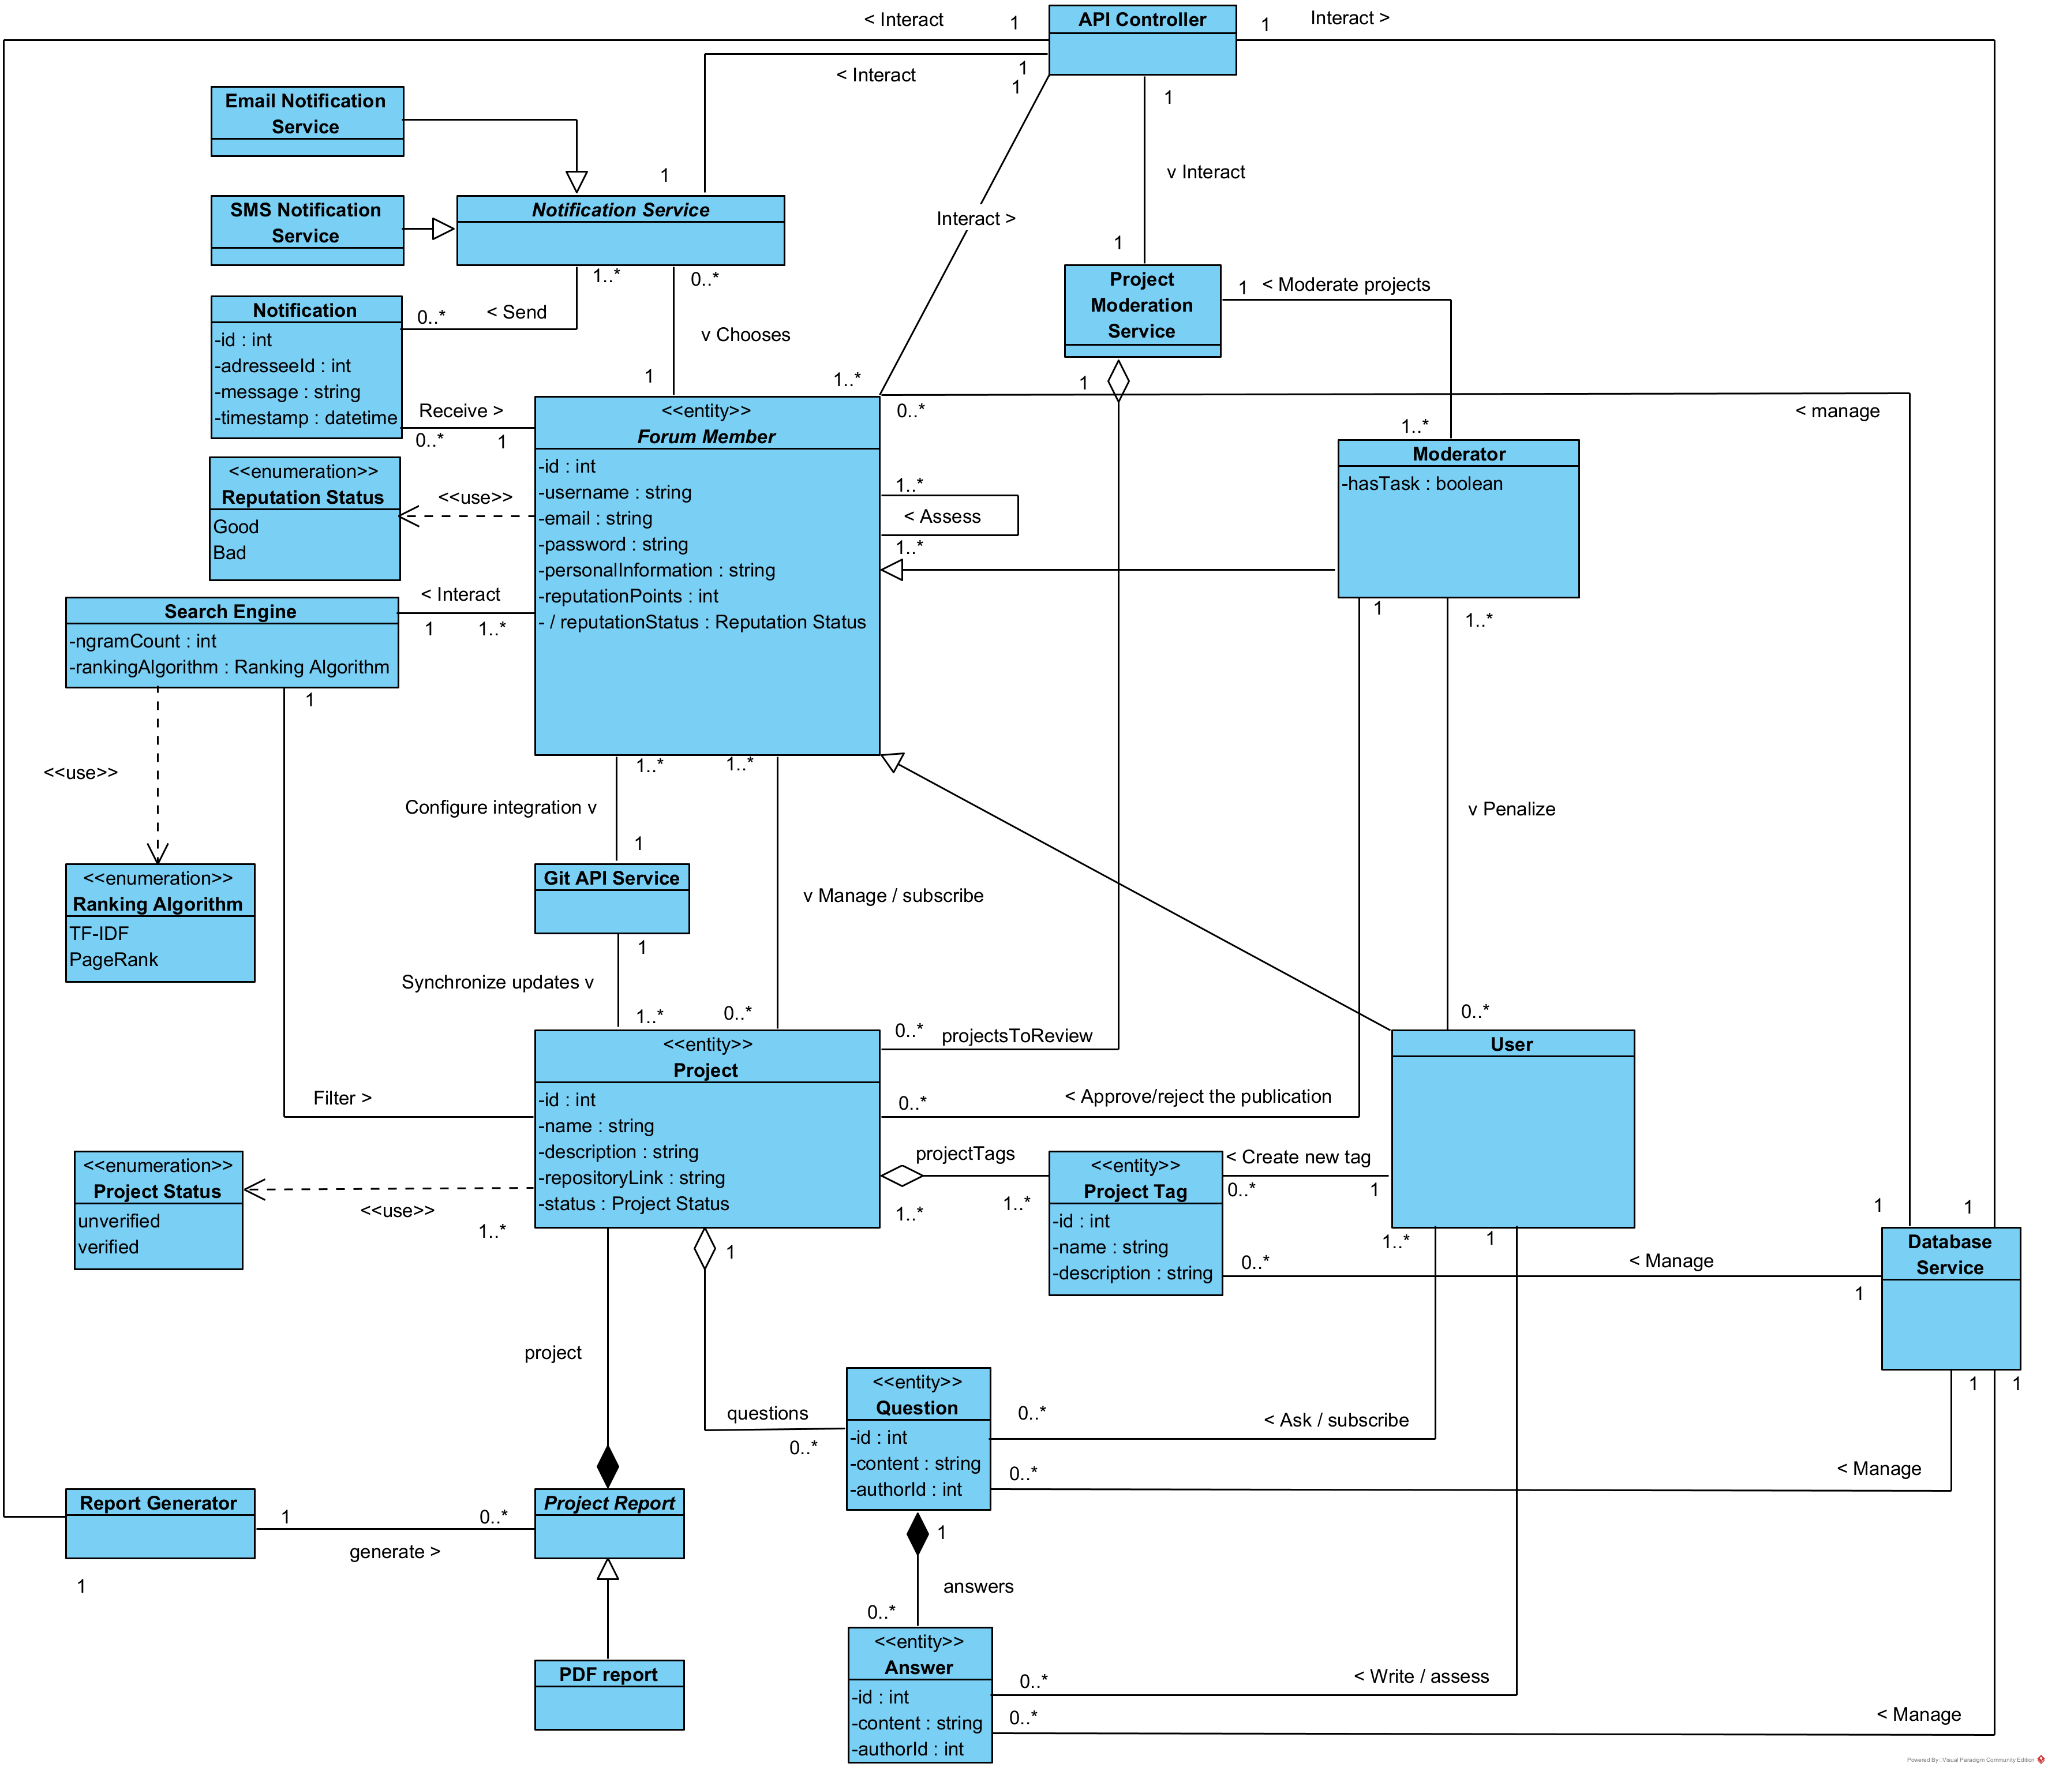 < Interact
1
API Controller
1
Interact >
< Interact
1
1
Email Notification
Service
1
v Interact
1
SMS Notification
Service
Notification Service
Interact >
1
1..*
0..*
Project
Moderation
Service
1
< Moderate projects
Notification
-id : int
-adresseeId : int
-message : string
-timestamp : datetime
0..*
< Send
v Chooses
1
1..*
1
0..*
< manage
1..*
Receive >
0..*
1
<<entity>>
Forum Member
-id : int
-username : string
-email : string
-password : string
-personalInformation : string
-reputationPoints : int
- / reputationStatus : Reputation Status
Moderator
-hasTask : boolean
<<enumeration>>
Reputation Status
Good
Bad
<<use>>
1..*
< Assess
1..*
Search Engine
-ngramCount : int
-rankingAlgorithm : Ranking Algorithm
< Interact
1
1..*
1
1
1..*
<<use>>
1..*
1..*
Configure integration v
1
v Penalize
<<enumeration>>
Ranking Algorithm
TF-IDF
PageRank
Git API Service
v Manage / subscribe
1
Synchronize updates v
1..*
0..*
0..*
projectsToReview
0..*
<<entity>>
Project
-id : int
-name : string
-description : string
-repositoryLink : string
-status : Project Status
User
Filter >
0..*
< Approve/reject the publication
<<enumeration>>
Project Status
unverified
verified
<<use>>
1..*
projectTags
1..*
1..*
<<entity>>
Project Tag
-id : int
-name : string
-description : string
< Create new tag
0..*
1
1..*
1
1
1
Database
Service
1
0..*
< Manage
1
1
1
project
questions
0..*
<<entity>>
Question
-id : int
-content : string
-authorId : int
0..*
< Ask / subscribe
0..*
< Manage
Report Generator
1
0..*
generate >
1
Project Report
1
answers
0..*
PDF report
<<entity>>
Answer
-id : int
-content : string
-authorId : int
0..*
< Write / assess
0..*
< Manage
Powered By: Visual Paradigm Community Edition